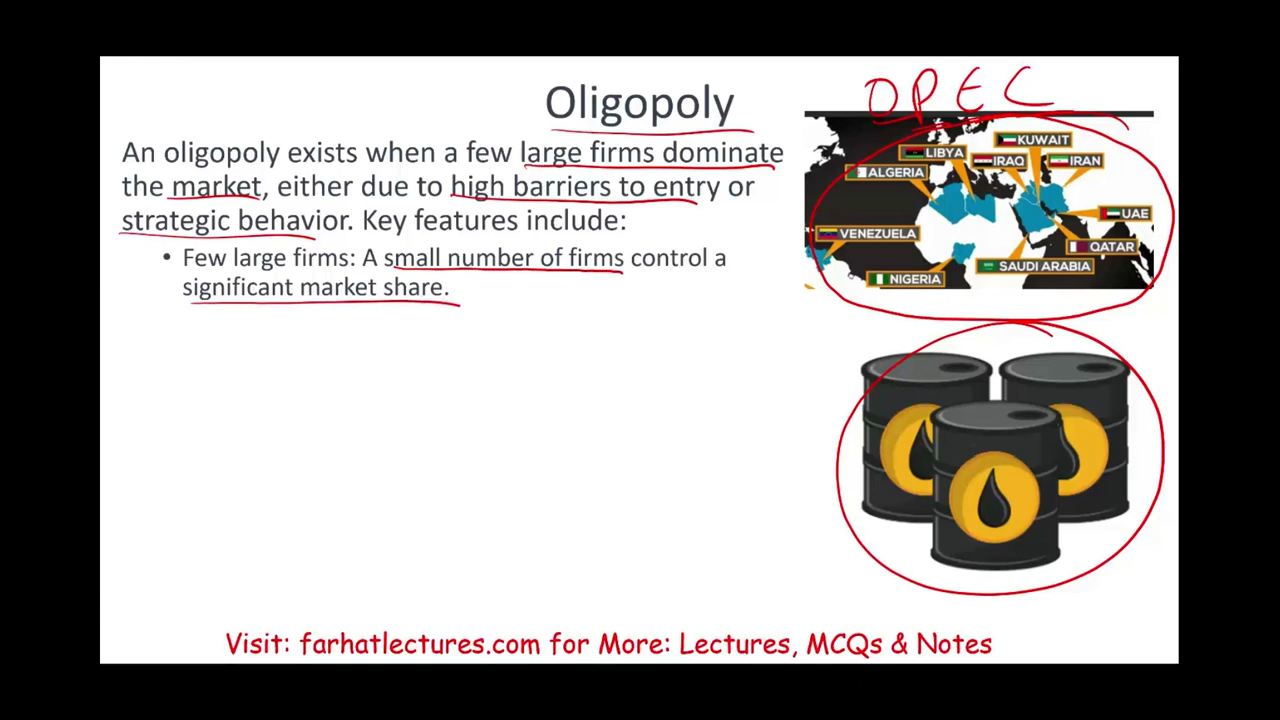 Oligopoly
OPEC
An oligopoly exists when a few large firms dominate
the market, either due to high barriers to entry or
strategic behavior. Key features include:
• Few large firms: A small number of firms control a
significant market share.
KUWAIT
LIBYA
IRAQ
IRAN
ALGERIA
UAE
VENEZUELA
QATAR
SAUDI ARABIA
NIGERIA
Visit: farhatlectures.com for More: Lectures, MCQs & Notes